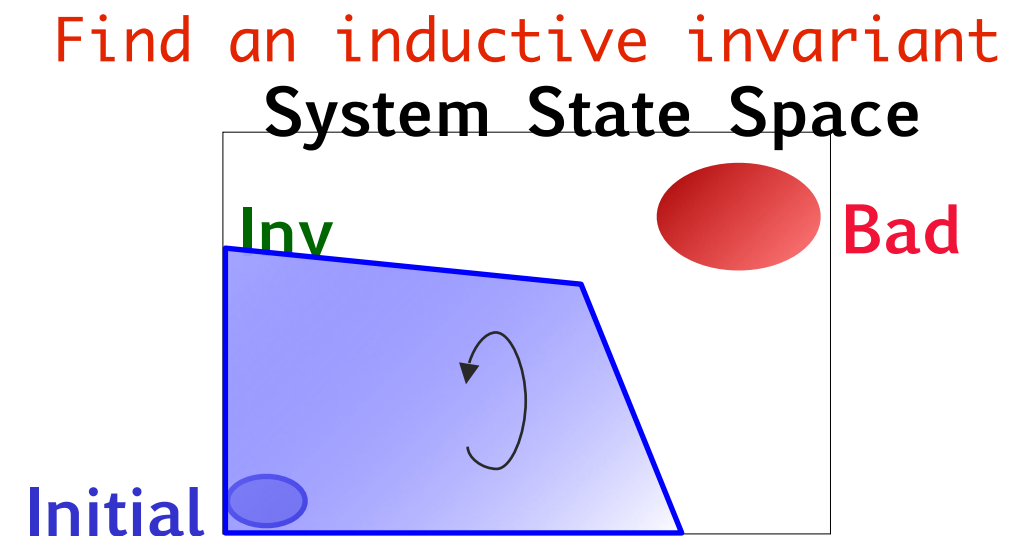 Find an inductive invariant
System State Space
Inv
Bad
Initial